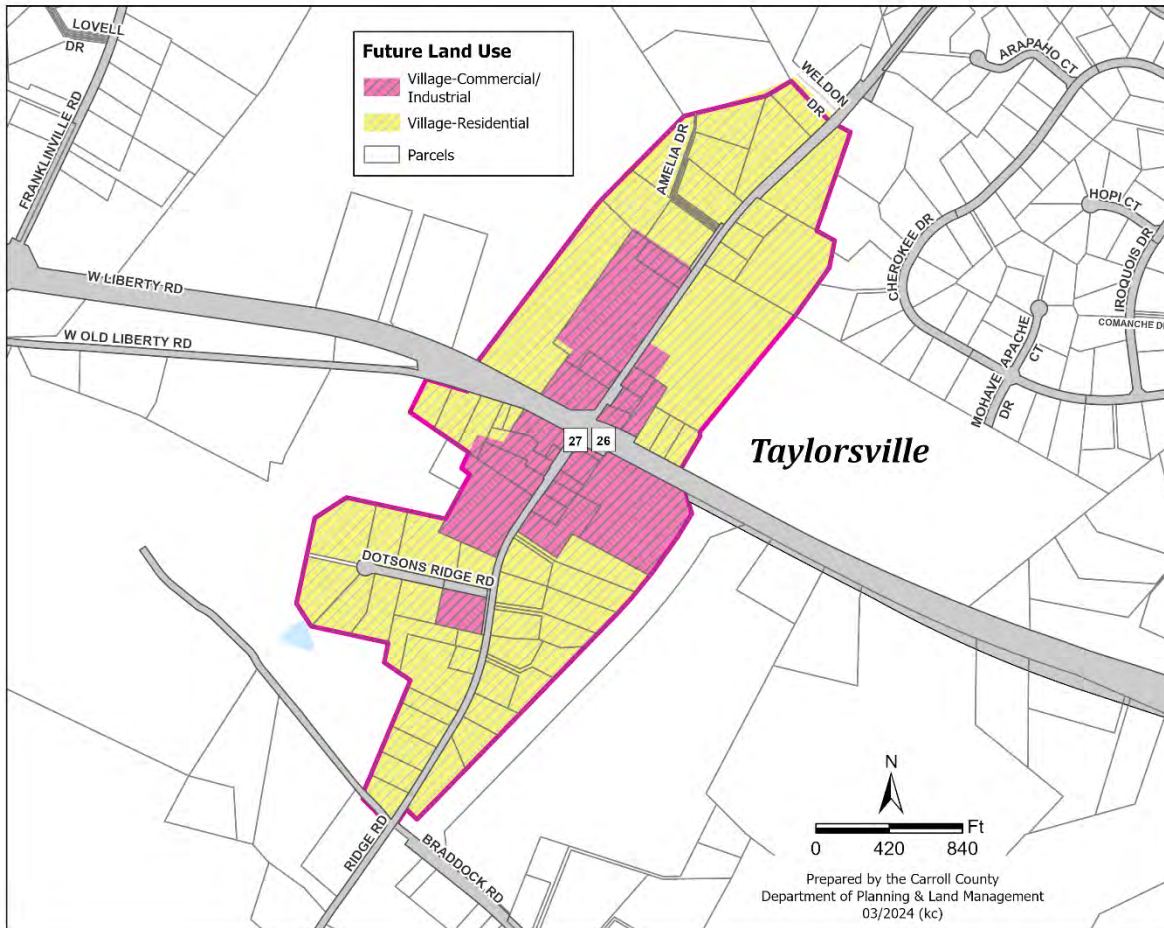 LOVELL
DR
FRANKLINVILLE RD
Future Land Use
Village-Commercial/
Industrial
Village-Residential
Parcels
WELDON
DR
ARAPAHO CT
AMELIA DR
HOPI CT
CHEROKEE DR
IROQUOIS DR
W LIBERTY RD
W OLD LIBERTY RD
COMANCHE D
APACHE
CT
MOHAVE
DR
27
26
Taylorsville
DOTSONS RIDGE RD
RIDGE RD
BRADDOCK RD
N
Ft
0
420
840
Prepared by the Carroll County
Department of Planning & Land Management
03/2024 (kc)